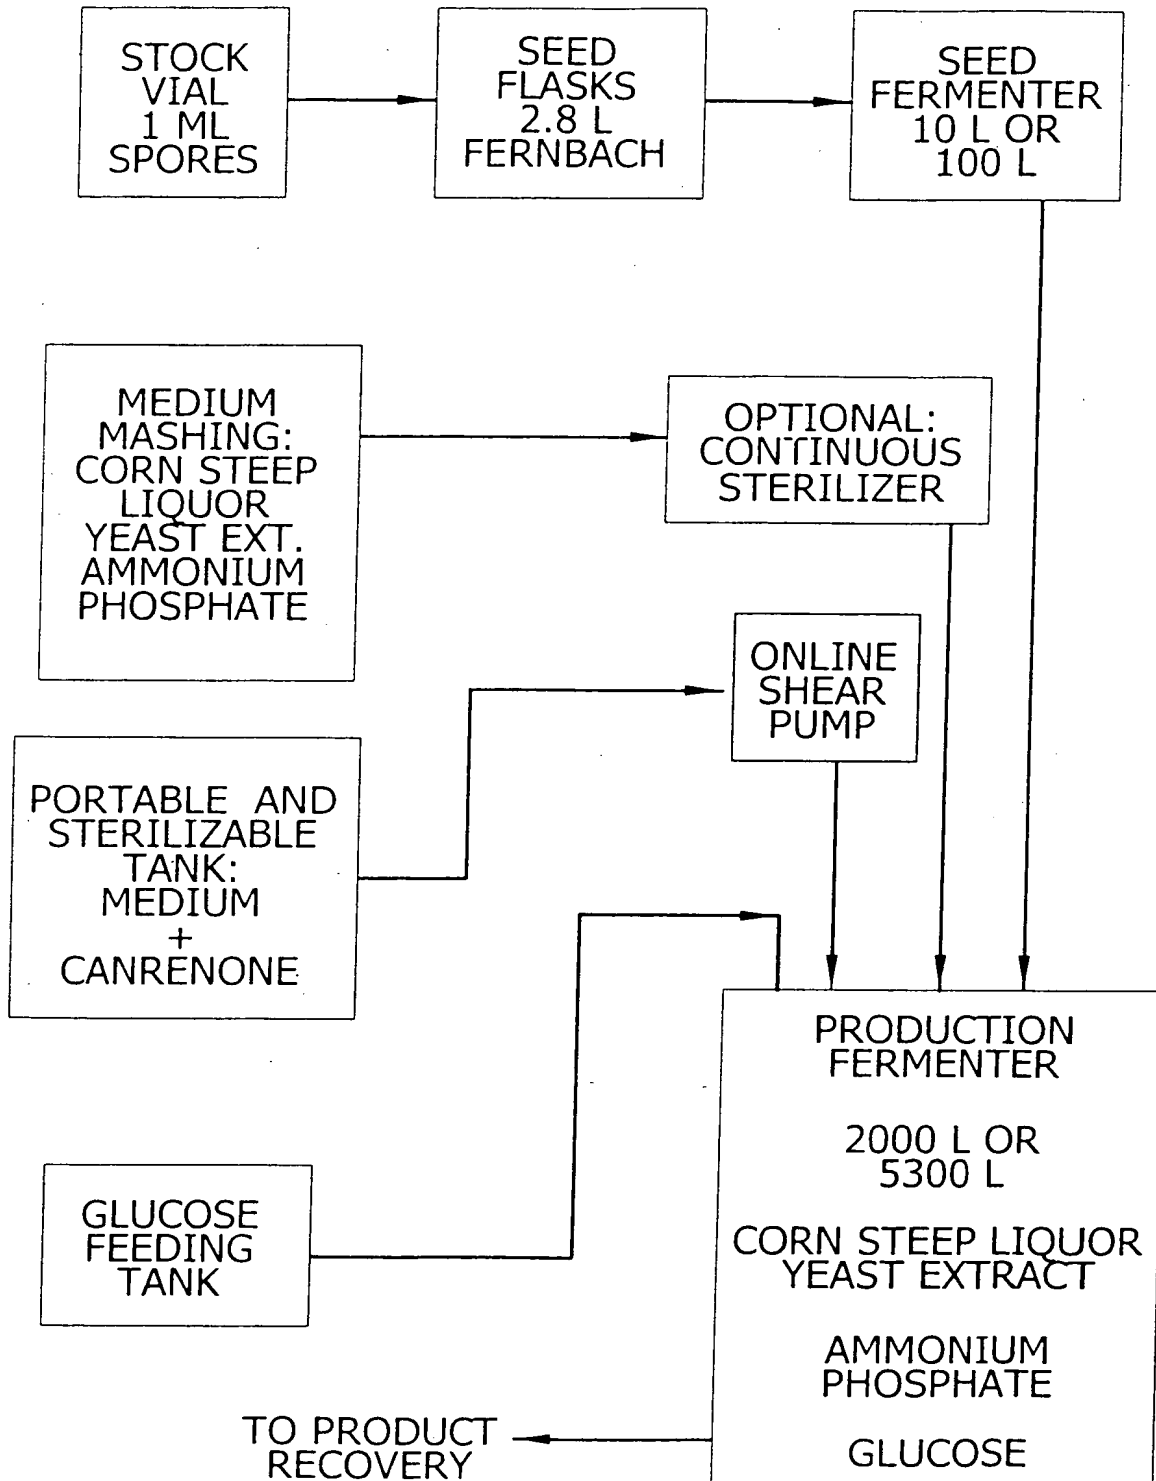 STOCK
VIAL
1 ML
SPORES
SEED
FLASKS
2.8 L
FERNBACH
SEED
FERMENTER
10 L OR
100 L
MEDIUM
MASHING:
CORN STEEP
LIQUOR
YEAST EXT.
AMMONIUM
PHOSPHATE
OPTIONAL:
CONTINUOUS
STERILIZER
ONLINE
SHEAR
PUMP
PORTABLE AND
STERILIZABLE
TANK:
MEDIUM
+
CANRENONE
GLUCOSE
FEEDING
TANK
PRODUCTION
FERMENTER
2000 L OR
5300 L
CORN STEEP LIQUOR
YEAST EXTRACT
AMMONIUM
PHOSPHATE
GLUCOSE
TO PRODUCT
RECOVERY